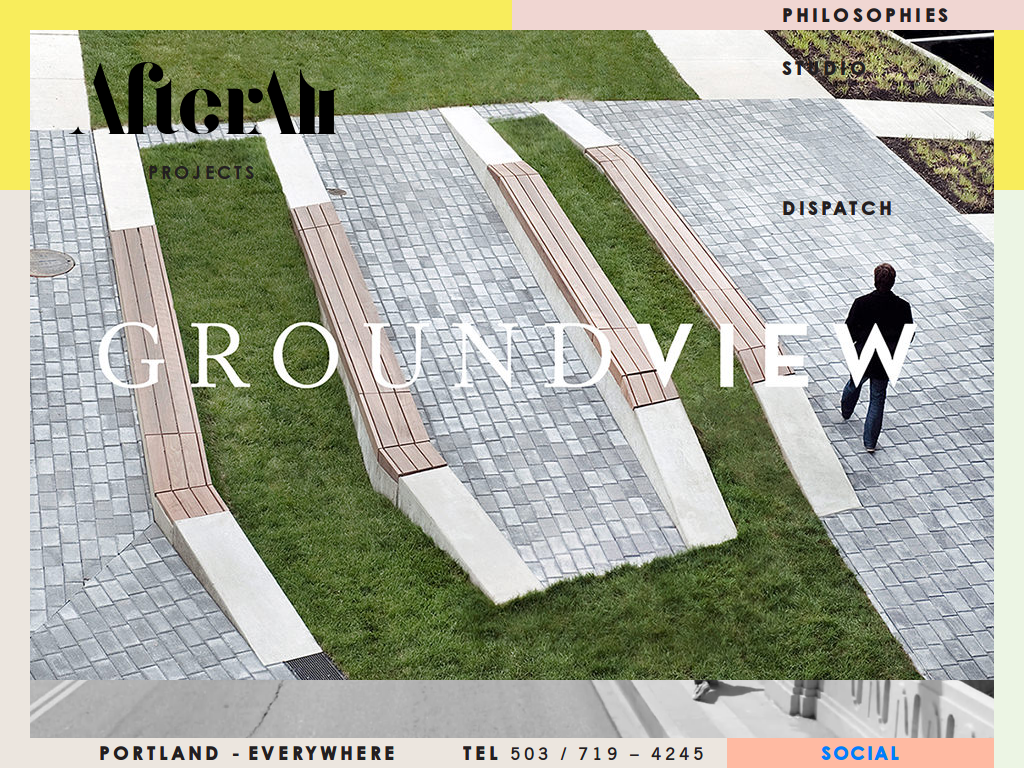 PHILOSOPHIES
STUDIO
AfterAll
PROJECTS
DISPATCH
GROUNDVIEW
PORTLAND - EVERYWHERE
TEL 503 / 719 – 4245
SOCIAL